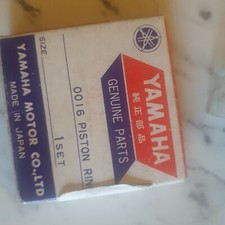 YAMAHA
純正部品
GENUINE PARTS
0016 PISTON RIN
SIZE
1 SET
YAMAHA MOTOR CO., LTD
MADE IN JAPAN